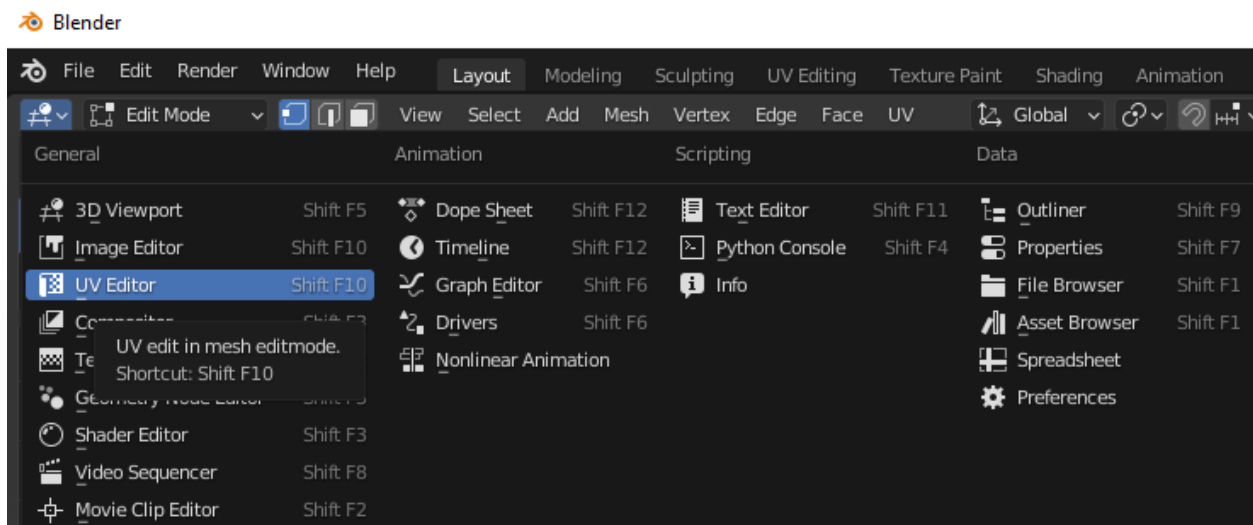 Blender
File Edit Render Window Help Layout Modeling Sculpting UV Editing Texture Paint Shading Animation
Edit Mode View Select Add Mesh Vertex Edge Face UV Global
General Animation Scripting Data
3D Viewport Shift F5 Dope Sheet Shift F12 Text Editor Shift F11 Outliner Shift F9
Image Editor Shift F10 Timeline Shift F12 Python Console Shift F4 Properties Shift F7
UV Editor Shift F10 Graph Editor Shift F6 Info File Browser Shift F1
Drivers Shift F6 Asset Browser Shift F1
UV edit in mesh editmode.
Shortcut: Shift F10
Nonlinear Animation Spreadsheet
Preferences
Shader Editor Shift F3
Video Sequencer Shift F8
Movie Clip Editor Shift F2